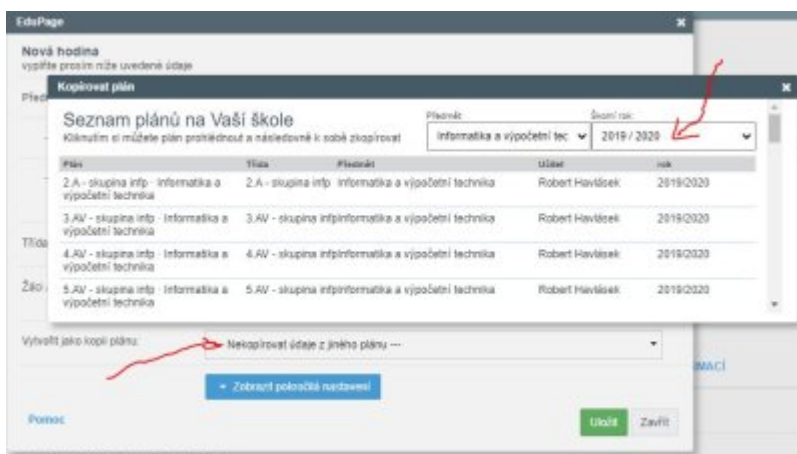 EduPage
Nová hodina
vyplňte prosím níže uvedené údaje
Kopírovat plán
Seznam plánů na Vaší škole
Kliknutím si můžete plán prohlédnout a následovně k sobě zkopírovat
Předmět:
Školní rok:
Informatika a výpočetní tec
2019 / 2020
Plán Třída Předmět Učitel rok
2.A - skupina infp · Informatika a výpočetní technika
2.A - skupina infp
Informatika a výpočetní technika
Robert Havlásek
2019/2020
3.AV - skupina infp · Informatika a výpočetní technika
3.AV - skupina infp
Informatika a výpočetní technika
Robert Havlásek
2019/2020
4.AV - skupina infp · Informatika a výpočetní technika
4.AV - skupina infp
Informatika a výpočetní technika
Robert Havlásek
2019/2020
5.AV - skupina infp · Informatika a výpočetní technika
5.AV - skupina infp
Informatika a výpočetní technika
Robert Havlásek
2019/2020
Třída
Žáci
Vytvořit jako kopii plánu:
Nekopírovat údaje z jiného plánu ---
Zobrazit pokročilá nastavení
MACÍ
Pomoc
Uložit
Zavřít